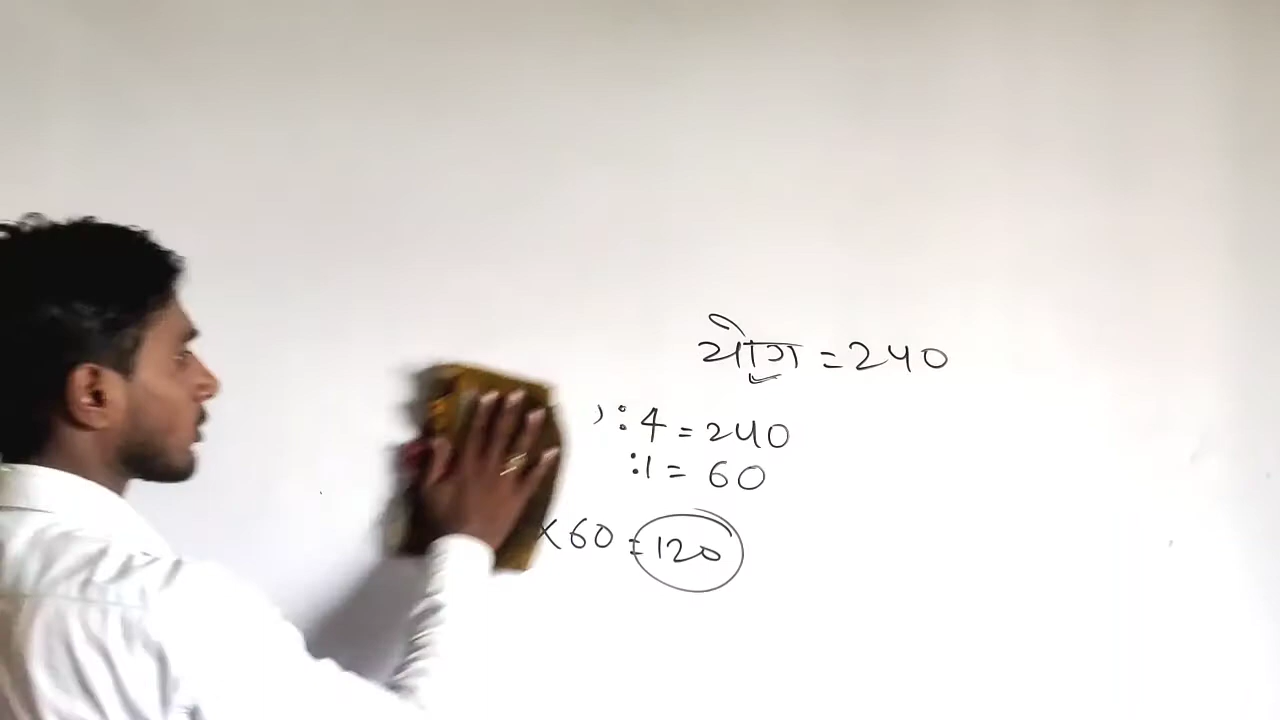 योग = 240
: 4 = 240
: 1 = 60
× 60 = 120